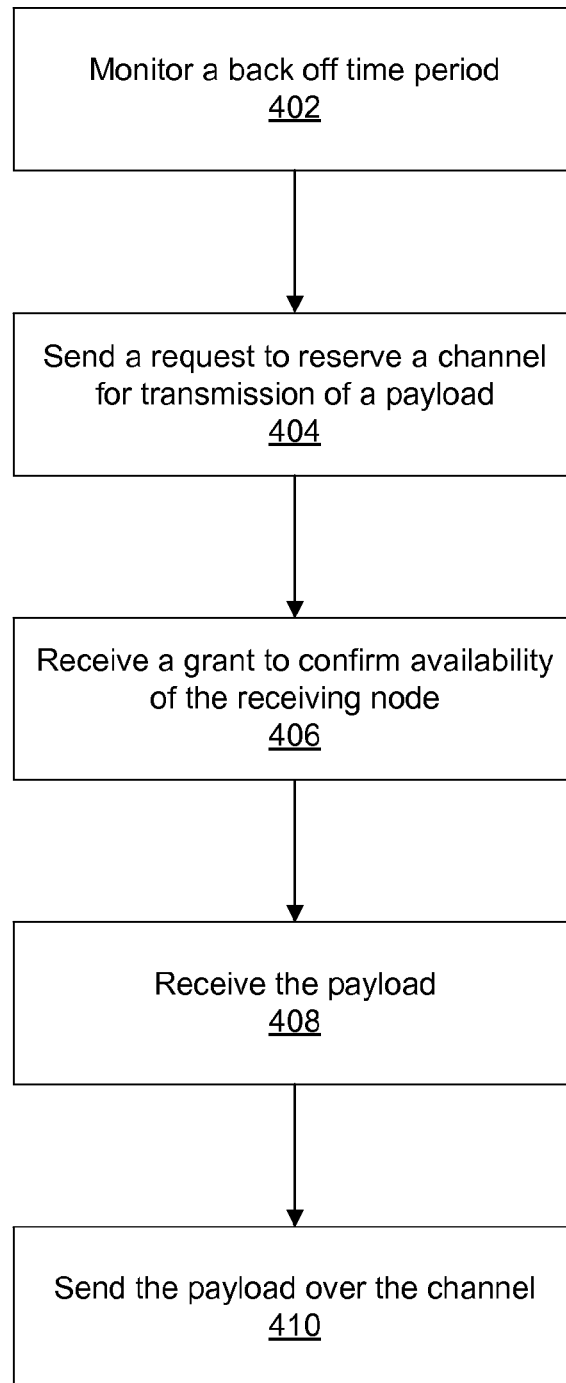 Monitor a back off time period
402
Send a request to reserve a channel
for transmission of a payload
404
Receive a grant to confirm availability
of the receiving node
406
Receive the payload
408
Send the payload over the channel
410